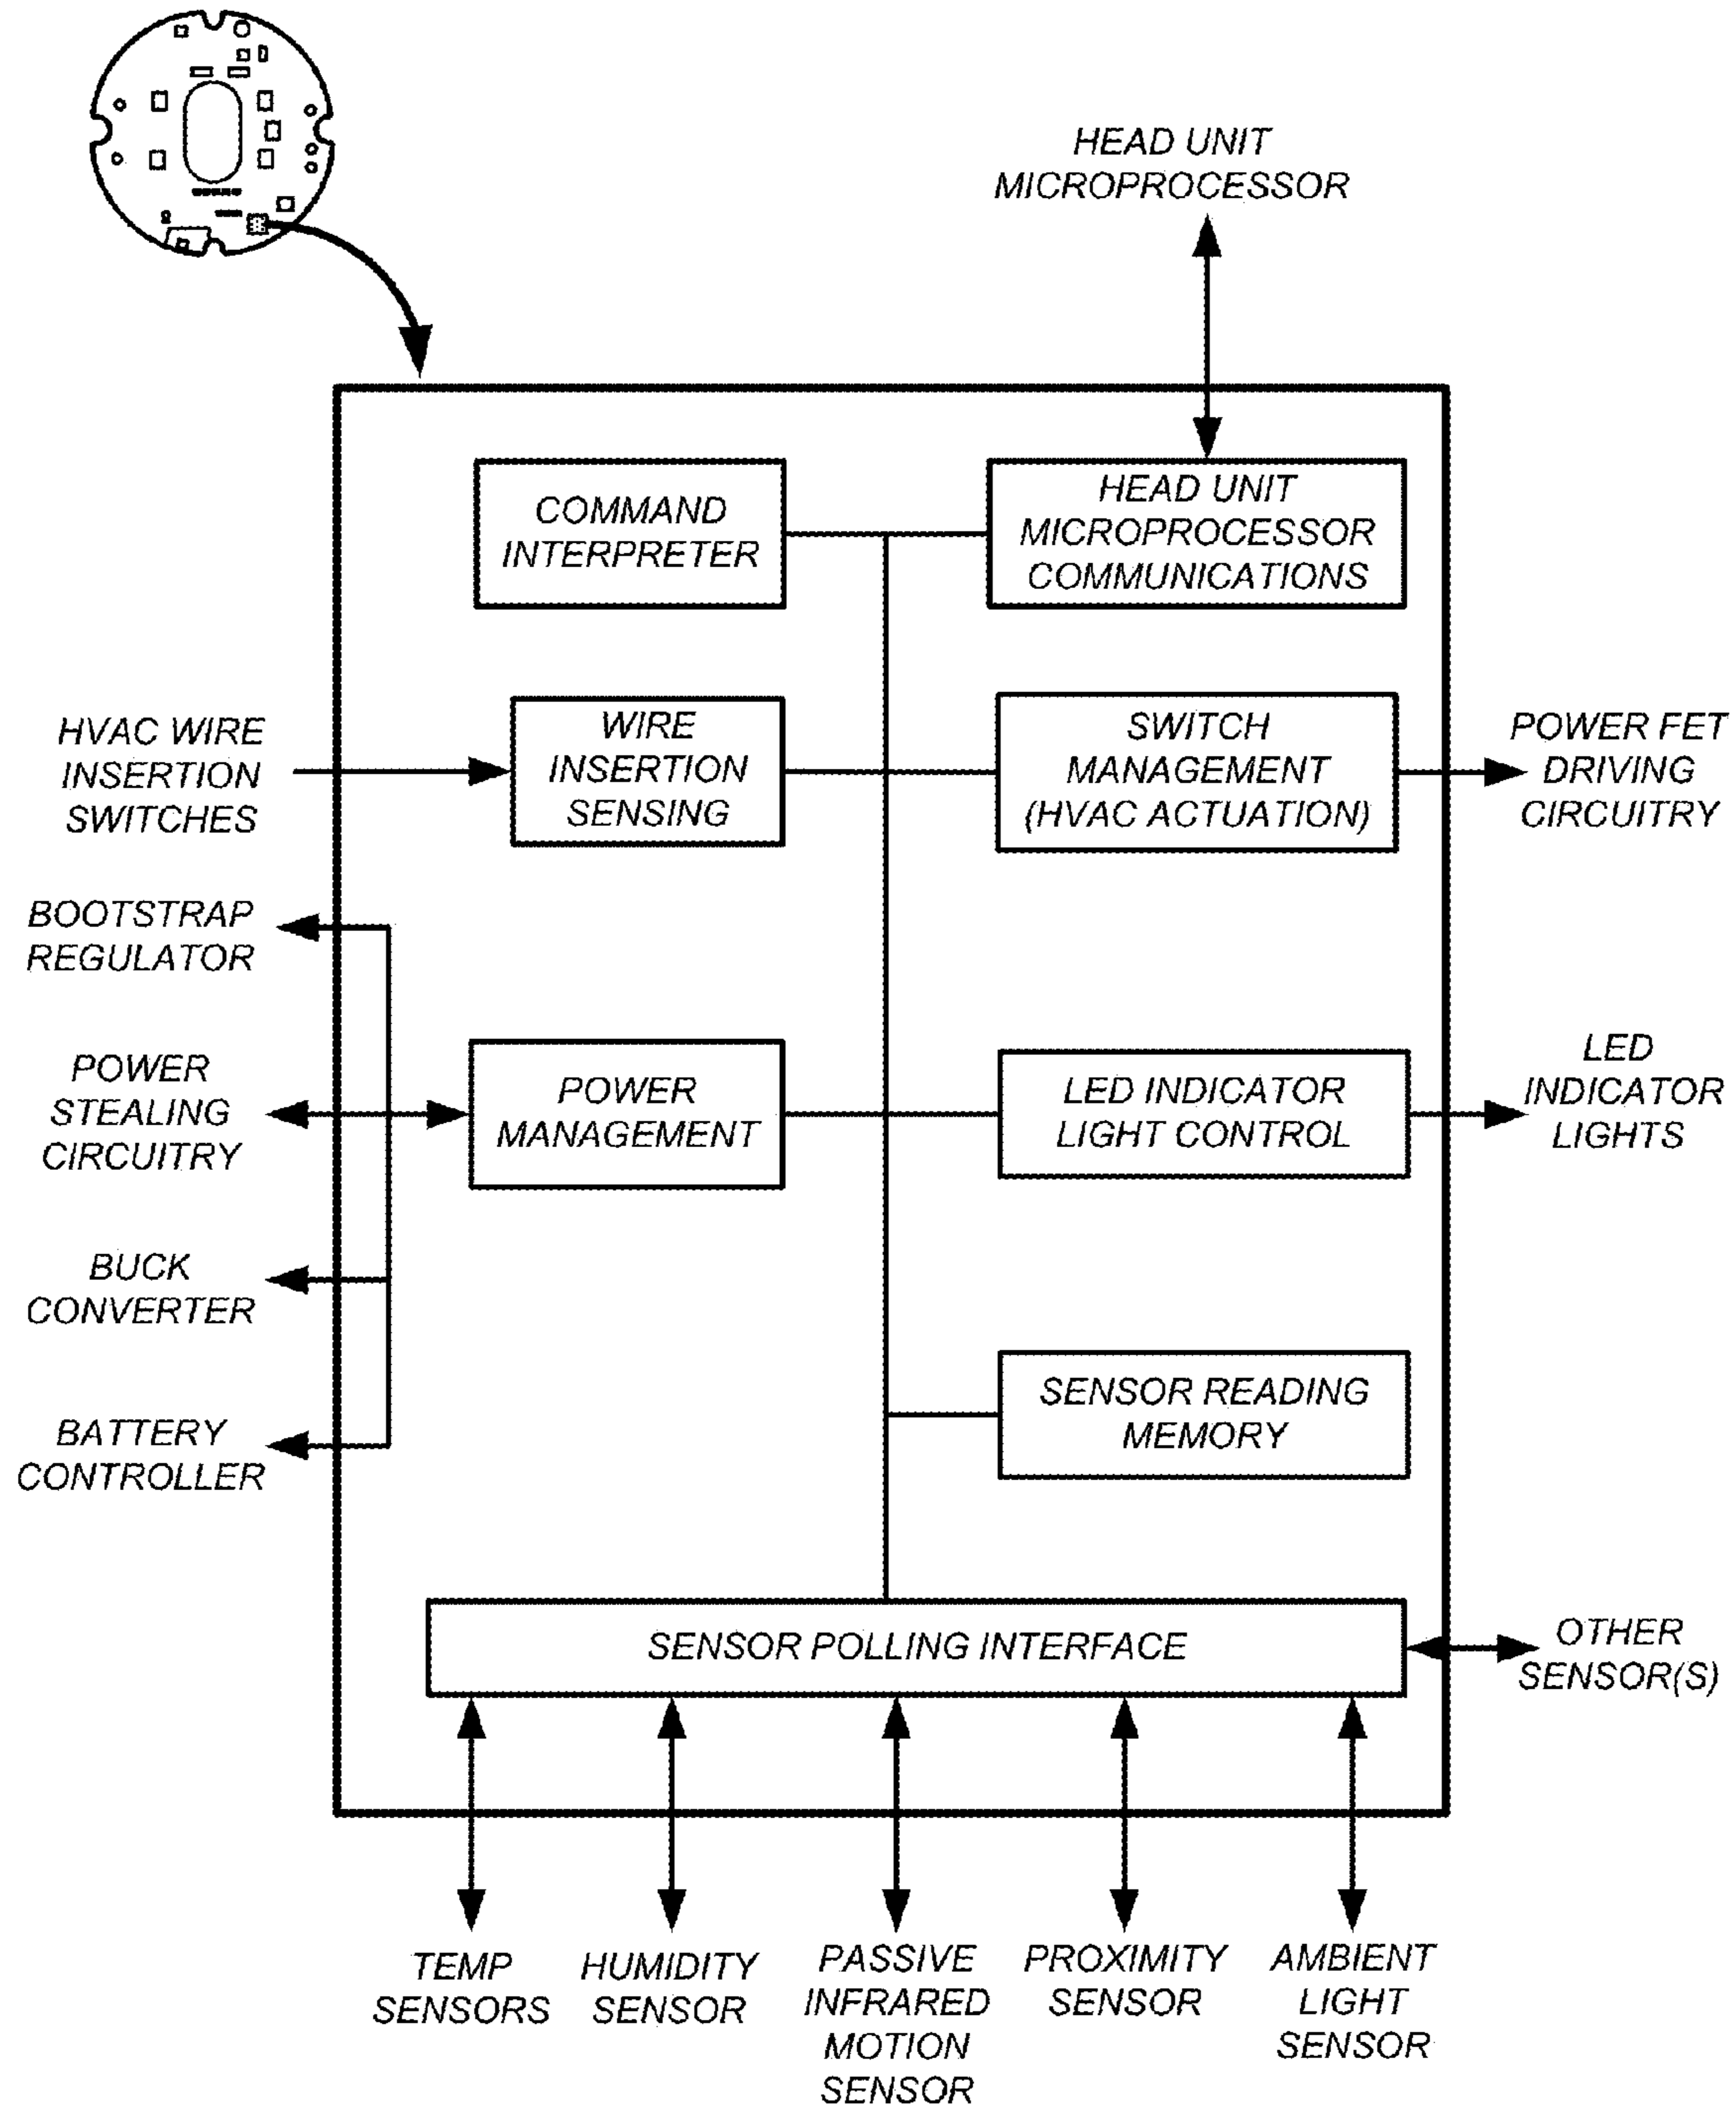 HEAD UNIT
MICROPROCESSOR
COMMAND
INTERPRETER
HEAD UNIT
MICROPROCESSOR
COMMUNICATIONS
HVAC WIRE
INSERTION
SWITCHES
WIRE
INSERTION
SENSING
SWITCH
MANAGEMENT
(HVAC ACTUATION)
POWER FET
DRIVING
CIRCUITRY
BOOTSTRAP
REGULATOR
POWER
STEALING
CIRCUITRY
POWER
MANAGEMENT
LED INDICATOR
LIGHT CONTROL
LED
INDICATOR
LIGHTS
BUCK
CONVERTER
SENSOR READING
MEMORY
BATTERY
CONTROLLER
SENSOR POLLING INTERFACE
OTHER
SENSOR(S)
TEMP
SENSORS
HUMIDITY
SENSOR
PASSIVE
INFRARED
MOTION
SENSOR
PROXIMITY
SENSOR
AMBIENT
LIGHT
SENSOR